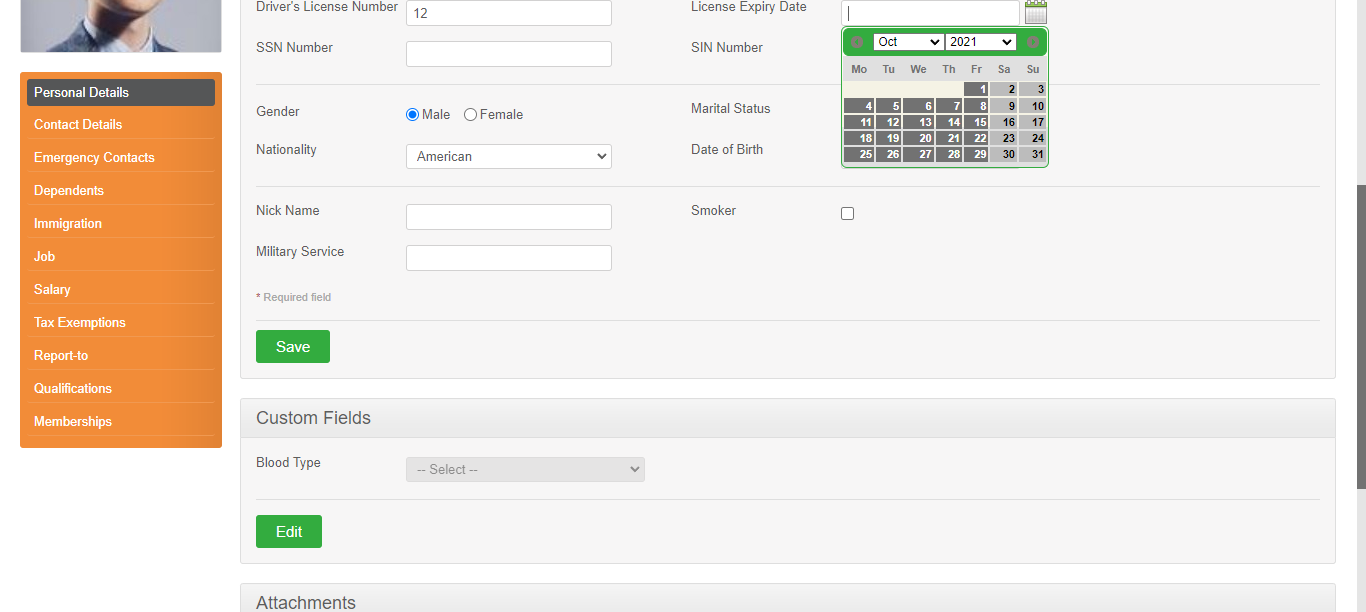 Driver's License Number 12 License Expiry Date
SSN Number SIN Number
Oct 2021
Mo Tu We Th Fr Sa Su
1 2 3
4 5 6 7 8 9 10
11 12 13 14 15 16 17
18 19 20 21 22 23 24
25 26 27 28 29 30 31
Personal Details
Contact Details
Emergency Contacts
Dependents
Immigration
Job
Salary
Tax Exemptions
Report-to
Qualifications
Memberships
Gender Male Female Marital Status
Nationality American Date of Birth
Nick Name Smoker
Military Service
* Required field
Save
Custom Fields
Blood Type -- Select --
Edit
Attachments